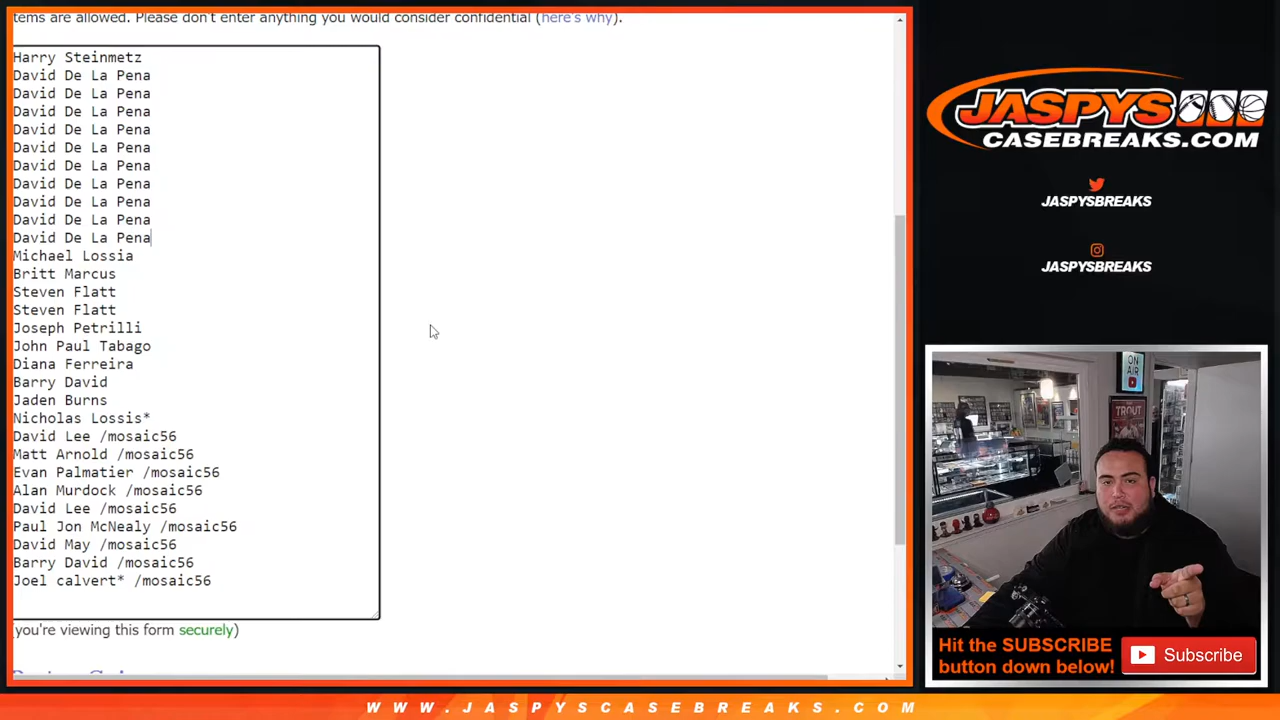 tems are allowed. Please don't enter anything you would consider confidential (here's why).
Harry Steinmetz
David De La Pena
David De La Pena
David De La Pena
David De La Pena
David De La Pena
David De La Pena
David De La Pena
David De La Pena
David De La Pena
David De La Pena
Michael Lossia
Britt Marcus
Steven Flatt
Steven Flatt
Joseph Petrilli
John Paul Tabago
Diana Ferreira
Barry David
Jaden Burns
Nicholas Lossis*
David Lee /mosaic56
Matt Arnold /mosaic56
Evan Palmatier /mosaic56
Alan Murdock /mosaic56
David Lee /mosaic56
Paul Jon McNealy /mosaic56
David May /mosaic56
Barry David /mosaic56
Joel calvert* /mosaic56
(you're viewing this form securely)
JASPYS
CASEBREAKS.COM
JASPYSBREAKS
JASPYSBREAKS
ON
AIR
TROUT
Hit the SUBSCRIBE
button down below!
Subscribe
WWW.JASPYSCASEBREAKS.COM